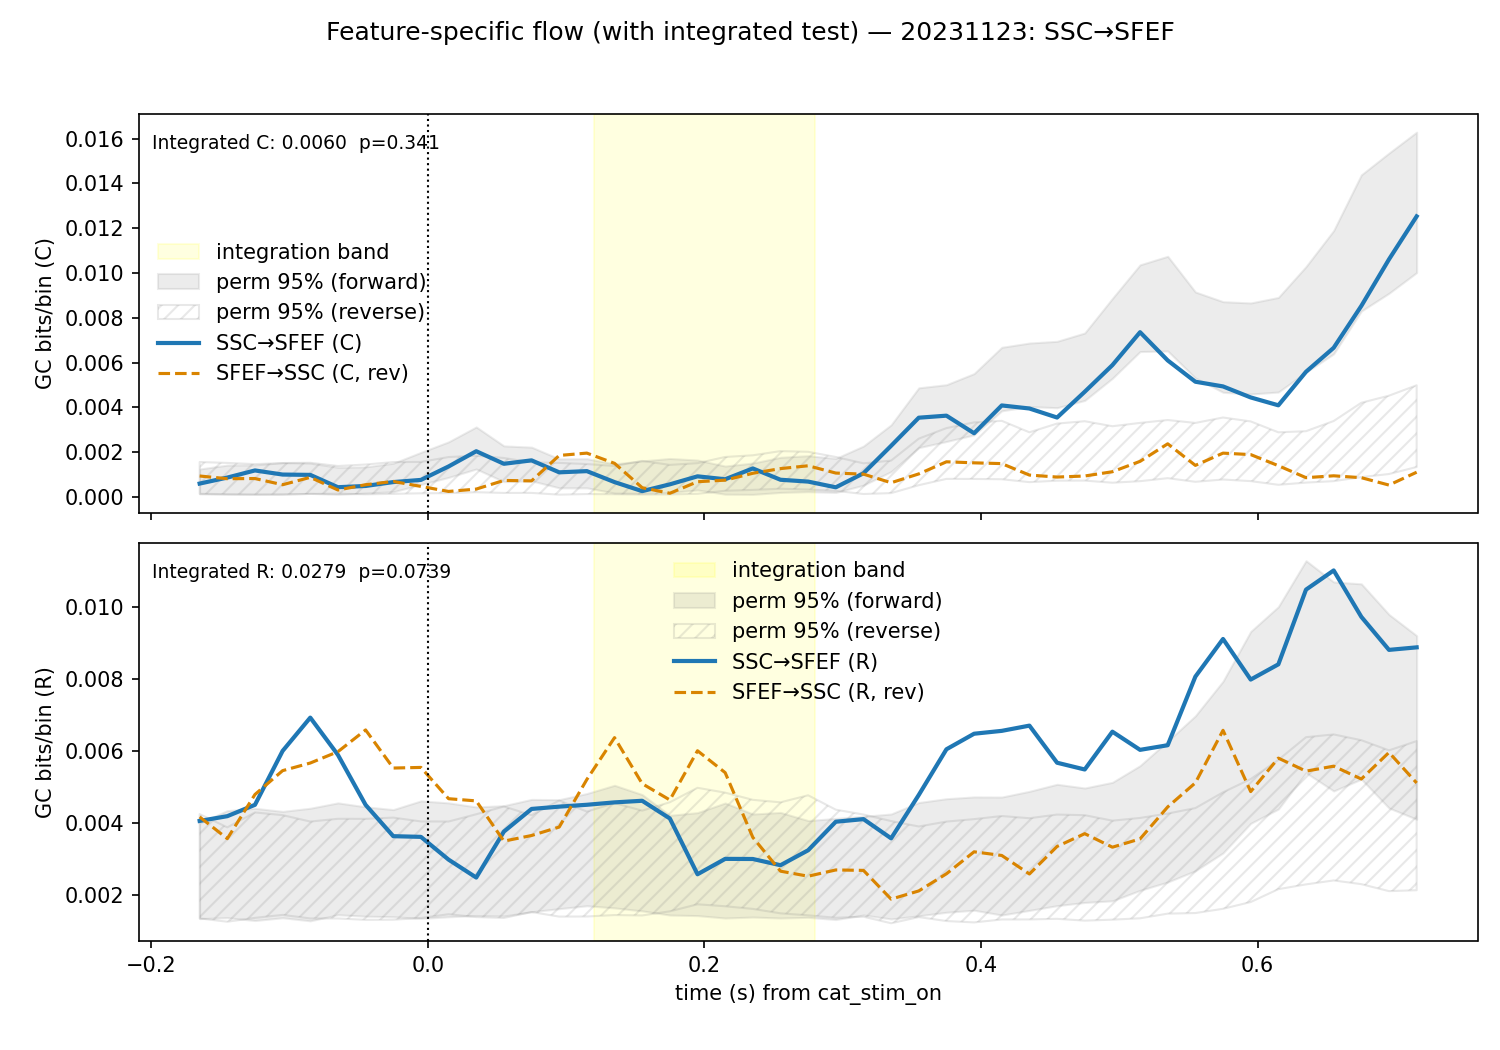 Feature-specific flow (with integrated test) — 20231123: SSC→SFEF
Integrated C: 0.0060  p=0.341
integration band
perm 95% (forward)
perm 95% (reverse)
SSC→SFEF (C)
SFEF→SSC (C, rev)
GC bits/bin (C)
0.016
0.014
0.012
0.010
0.008
0.006
0.004
0.002
0.000
Integrated R: 0.0279  p=0.0739
integration band
perm 95% (forward)
perm 95% (reverse)
SSC→SFEF (R)
SFEF→SSC (R, rev)
GC bits/bin (R)
0.010
0.008
0.006
0.004
0.002
−0.2 0.0 0.2 0.4 0.6
time (s) from cat_stim_on